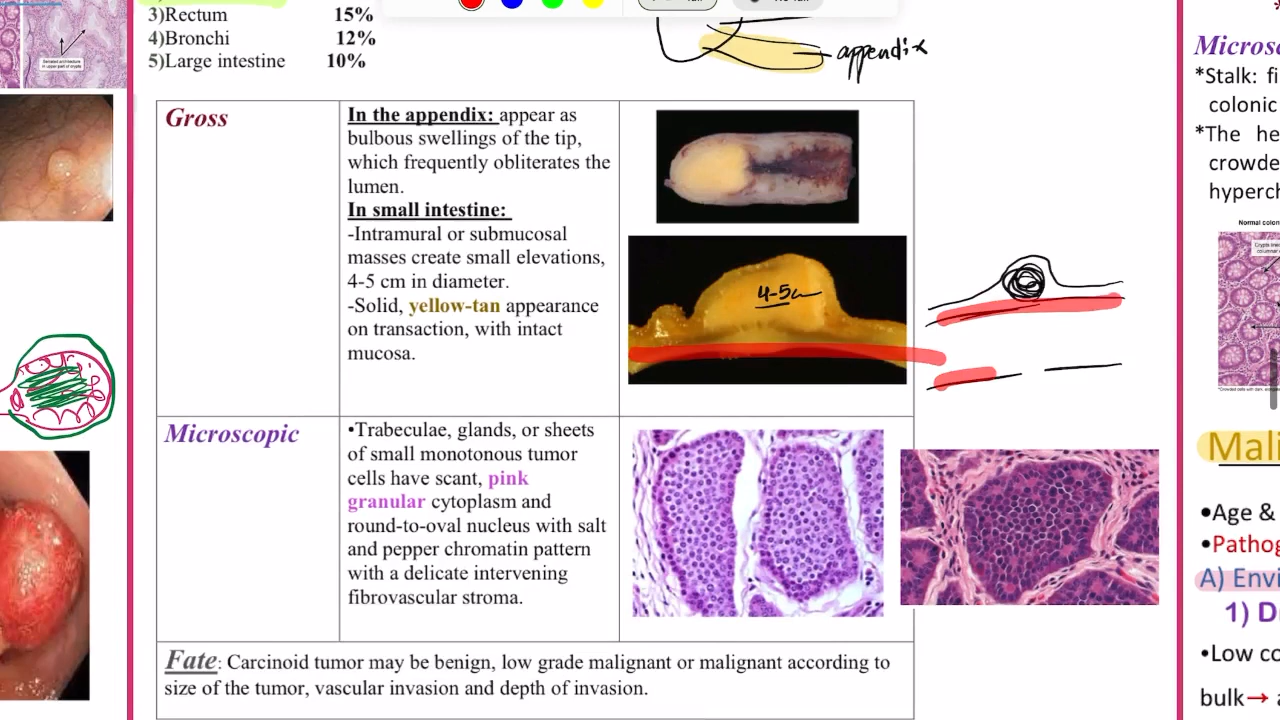 3)Rectum 15%
4)Bronchi 12%
5)Large intestine 10%
appendix
Gross
In the appendix: appear as
bulbous swellings of the tip,
which frequently obliterates the
lumen.
In small intestine:
-Intramural or submucosal
masses create small elevations,
4-5 cm in diameter.
-Solid, yellow-tan appearance
on transaction, with intact
mucosa.
4-5cm
Microscopic
•Trabeculae, glands, or sheets
of small monotonous tumor
cells have scant, pink
granular cytoplasm and
round-to-oval nucleus with salt
and pepper chromatin pattern
with a delicate intervening
fibrovascular stroma.
Fate: Carcinoid tumor may be benign, low grade malignant or malignant according to
size of the tumor, vascular invasion and depth of invasion.
*Stalk: fi
colonic
*The he
crowde
hyperch
Normal colon
Mali
•Age &
•Pathog
A) Envi
1) D
•Low co
bulk→ a